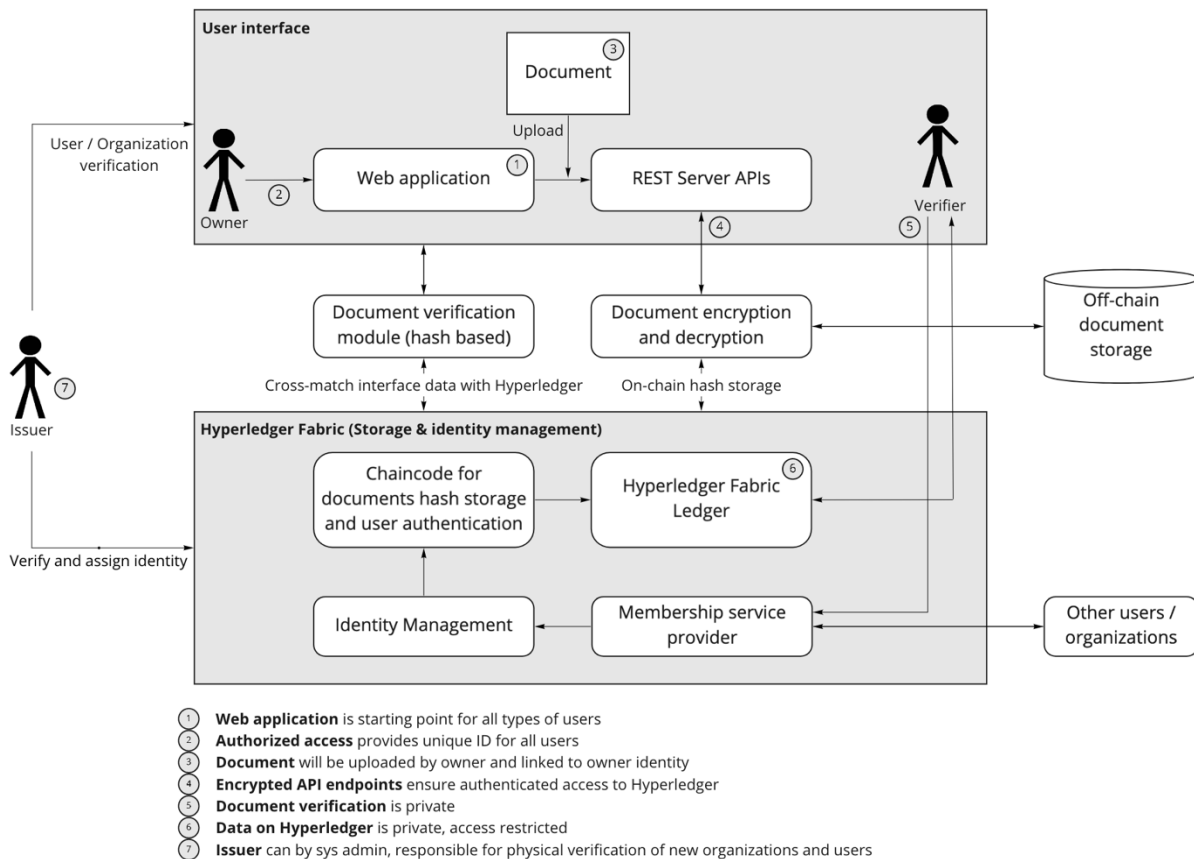 User interface
3
Document
Upload
User / Organization
verification
Owner
2
Web application
1
REST Server APIs
Verifier
4
5
Document verification
module (hash based)
Document encryption
and decryption
Off-chain
document
storage
Cross-match interface data with Hyperledger
On-chain hash storage
7
Issuer
Hyperledger Fabric (Storage & identity management)
Chaincode for
documents hash storage
and user authentication
6
Hyperledger Fabric
Ledger
Verify and assign identity
Identity Management
Membership service
provider
Other users /
organizations
1 Web application is starting point for all types of users
2 Authorized access provides unique ID for all users
3 Document will be uploaded by owner and linked to owner identity
4 Encrypted API endpoints ensure authenticated access to Hyperledger
5 Document verification is private
6 Data on Hyperledger is private, access restricted
7 Issuer can by sys admin, responsible for physical verification of new organizations and users